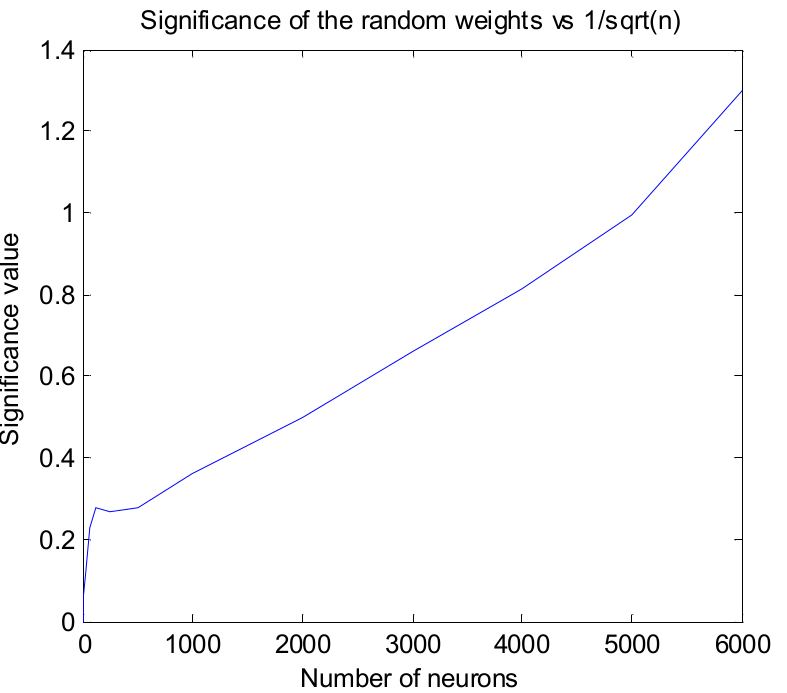 Significance of the random weights vs 1/sqrt(n)
1.4
1.2
1
0.8
0.6
0.4
0.2
0
Significance value
0 1000 2000 3000 4000 5000 6000
Number of neurons